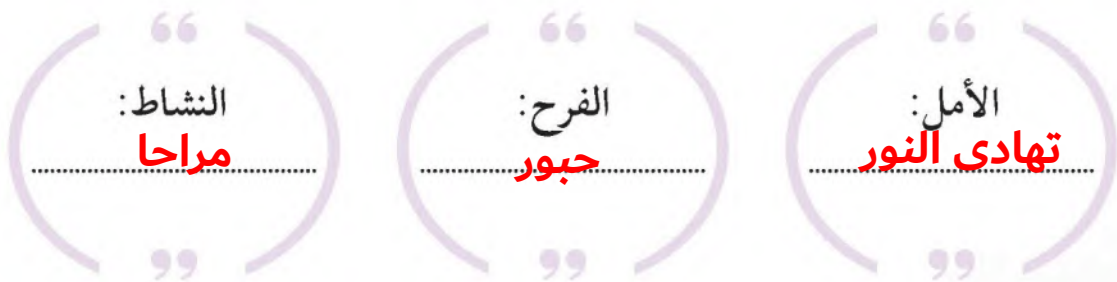 الأمل:
تهادى النور
الفرح:
حبور
النشاط:
مراحا